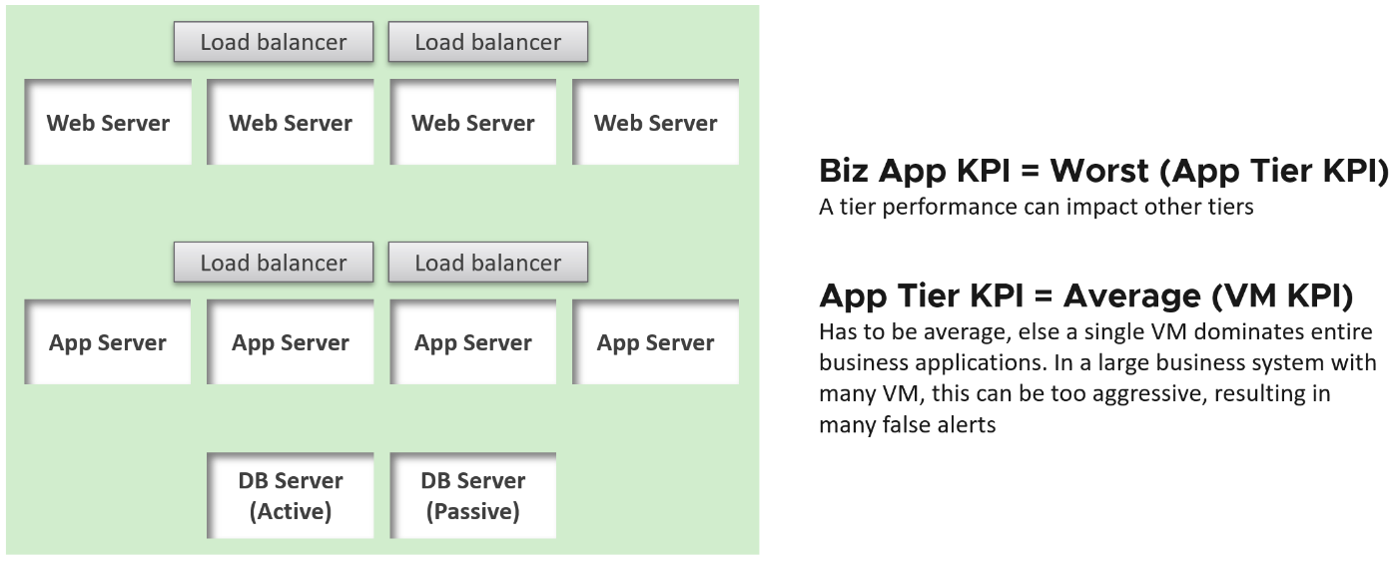 Load balancer Load balancer
Web Server Web Server Web Server Web Server
Biz App KPI = Worst (App Tier KPI)
A tier performance can impact other tiers
Load balancer Load balancer
App Server App Server App Server App Server
App Tier KPI = Average (VM KPI)
Has to be average, else a single VM dominates entire
business applications. In a large business system with
many VM, this can be too aggressive, resulting in
many false alerts
DB Server
(Active)
DB Server
(Passive)